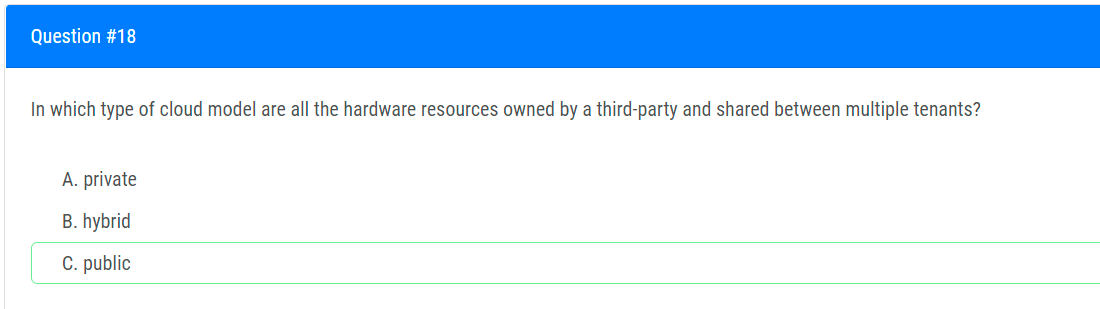 Question #18
In which type of cloud model are all the hardware resources owned by a third-party and shared between multiple tenants?
A. private
B. hybrid
C. public